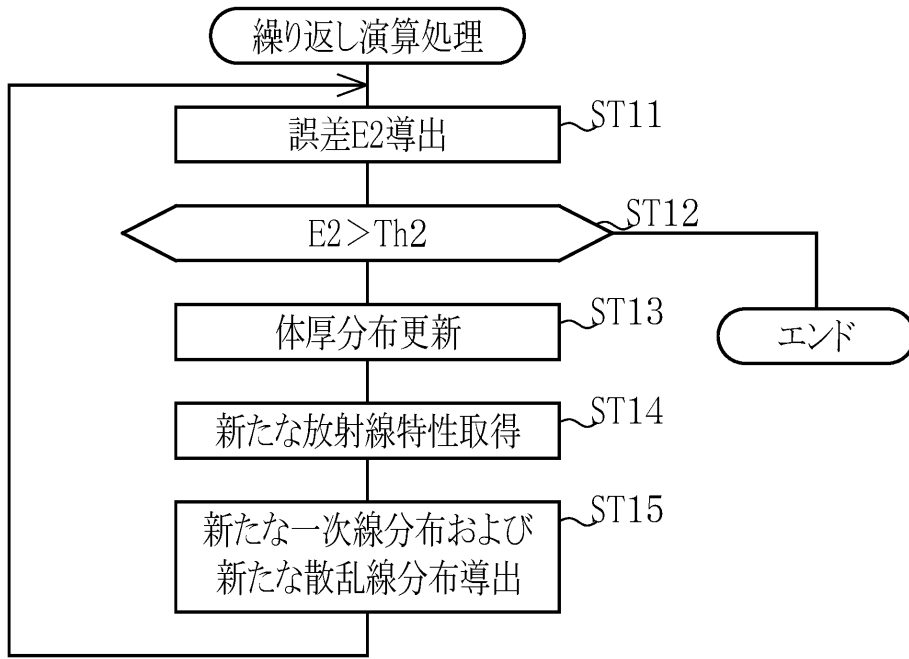 繰り返し演算処理
誤差E2導出
ST11
E2＞Th2
ST12
体厚分布更新
ST13
エンド
新たな放射線特性取得
ST14
新たな一次線分布および
新たな散乱線分布導出
ST15